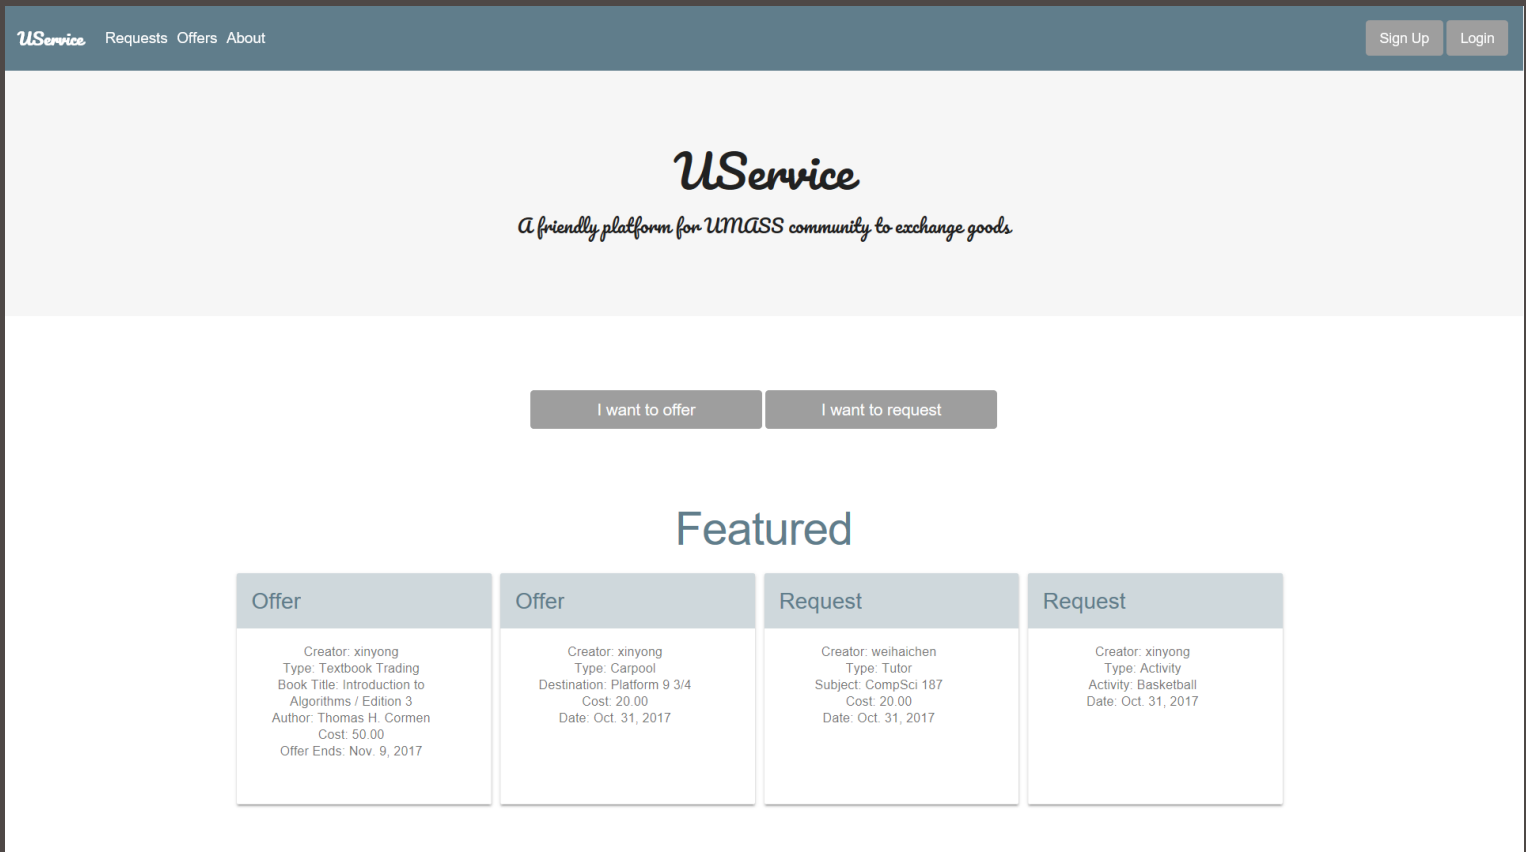 UService Requests Offers About Sign Up Login
UService
A friendly platform for UMASS community to exchange goods
I want to offer I want to request
Featured
Offer
Creator: xinyong
Type: Textbook Trading
Book Title: Introduction to
Algorithms / Edition 3
Author: Thomas H. Cormen
Cost: 50.00
Offer Ends: Nov. 9, 2017
Offer
Creator: xinyong
Type: Carpool
Destination: Platform 9 3/4
Cost: 20.00
Date: Oct. 31, 2017
Request
Creator: weihaichen
Type: Tutor
Subject: CompSci 187
Cost: 20.00
Date: Oct. 31, 2017
Request
Creator: xinyong
Type: Activity
Activity: Basketball
Date: Oct. 31, 2017